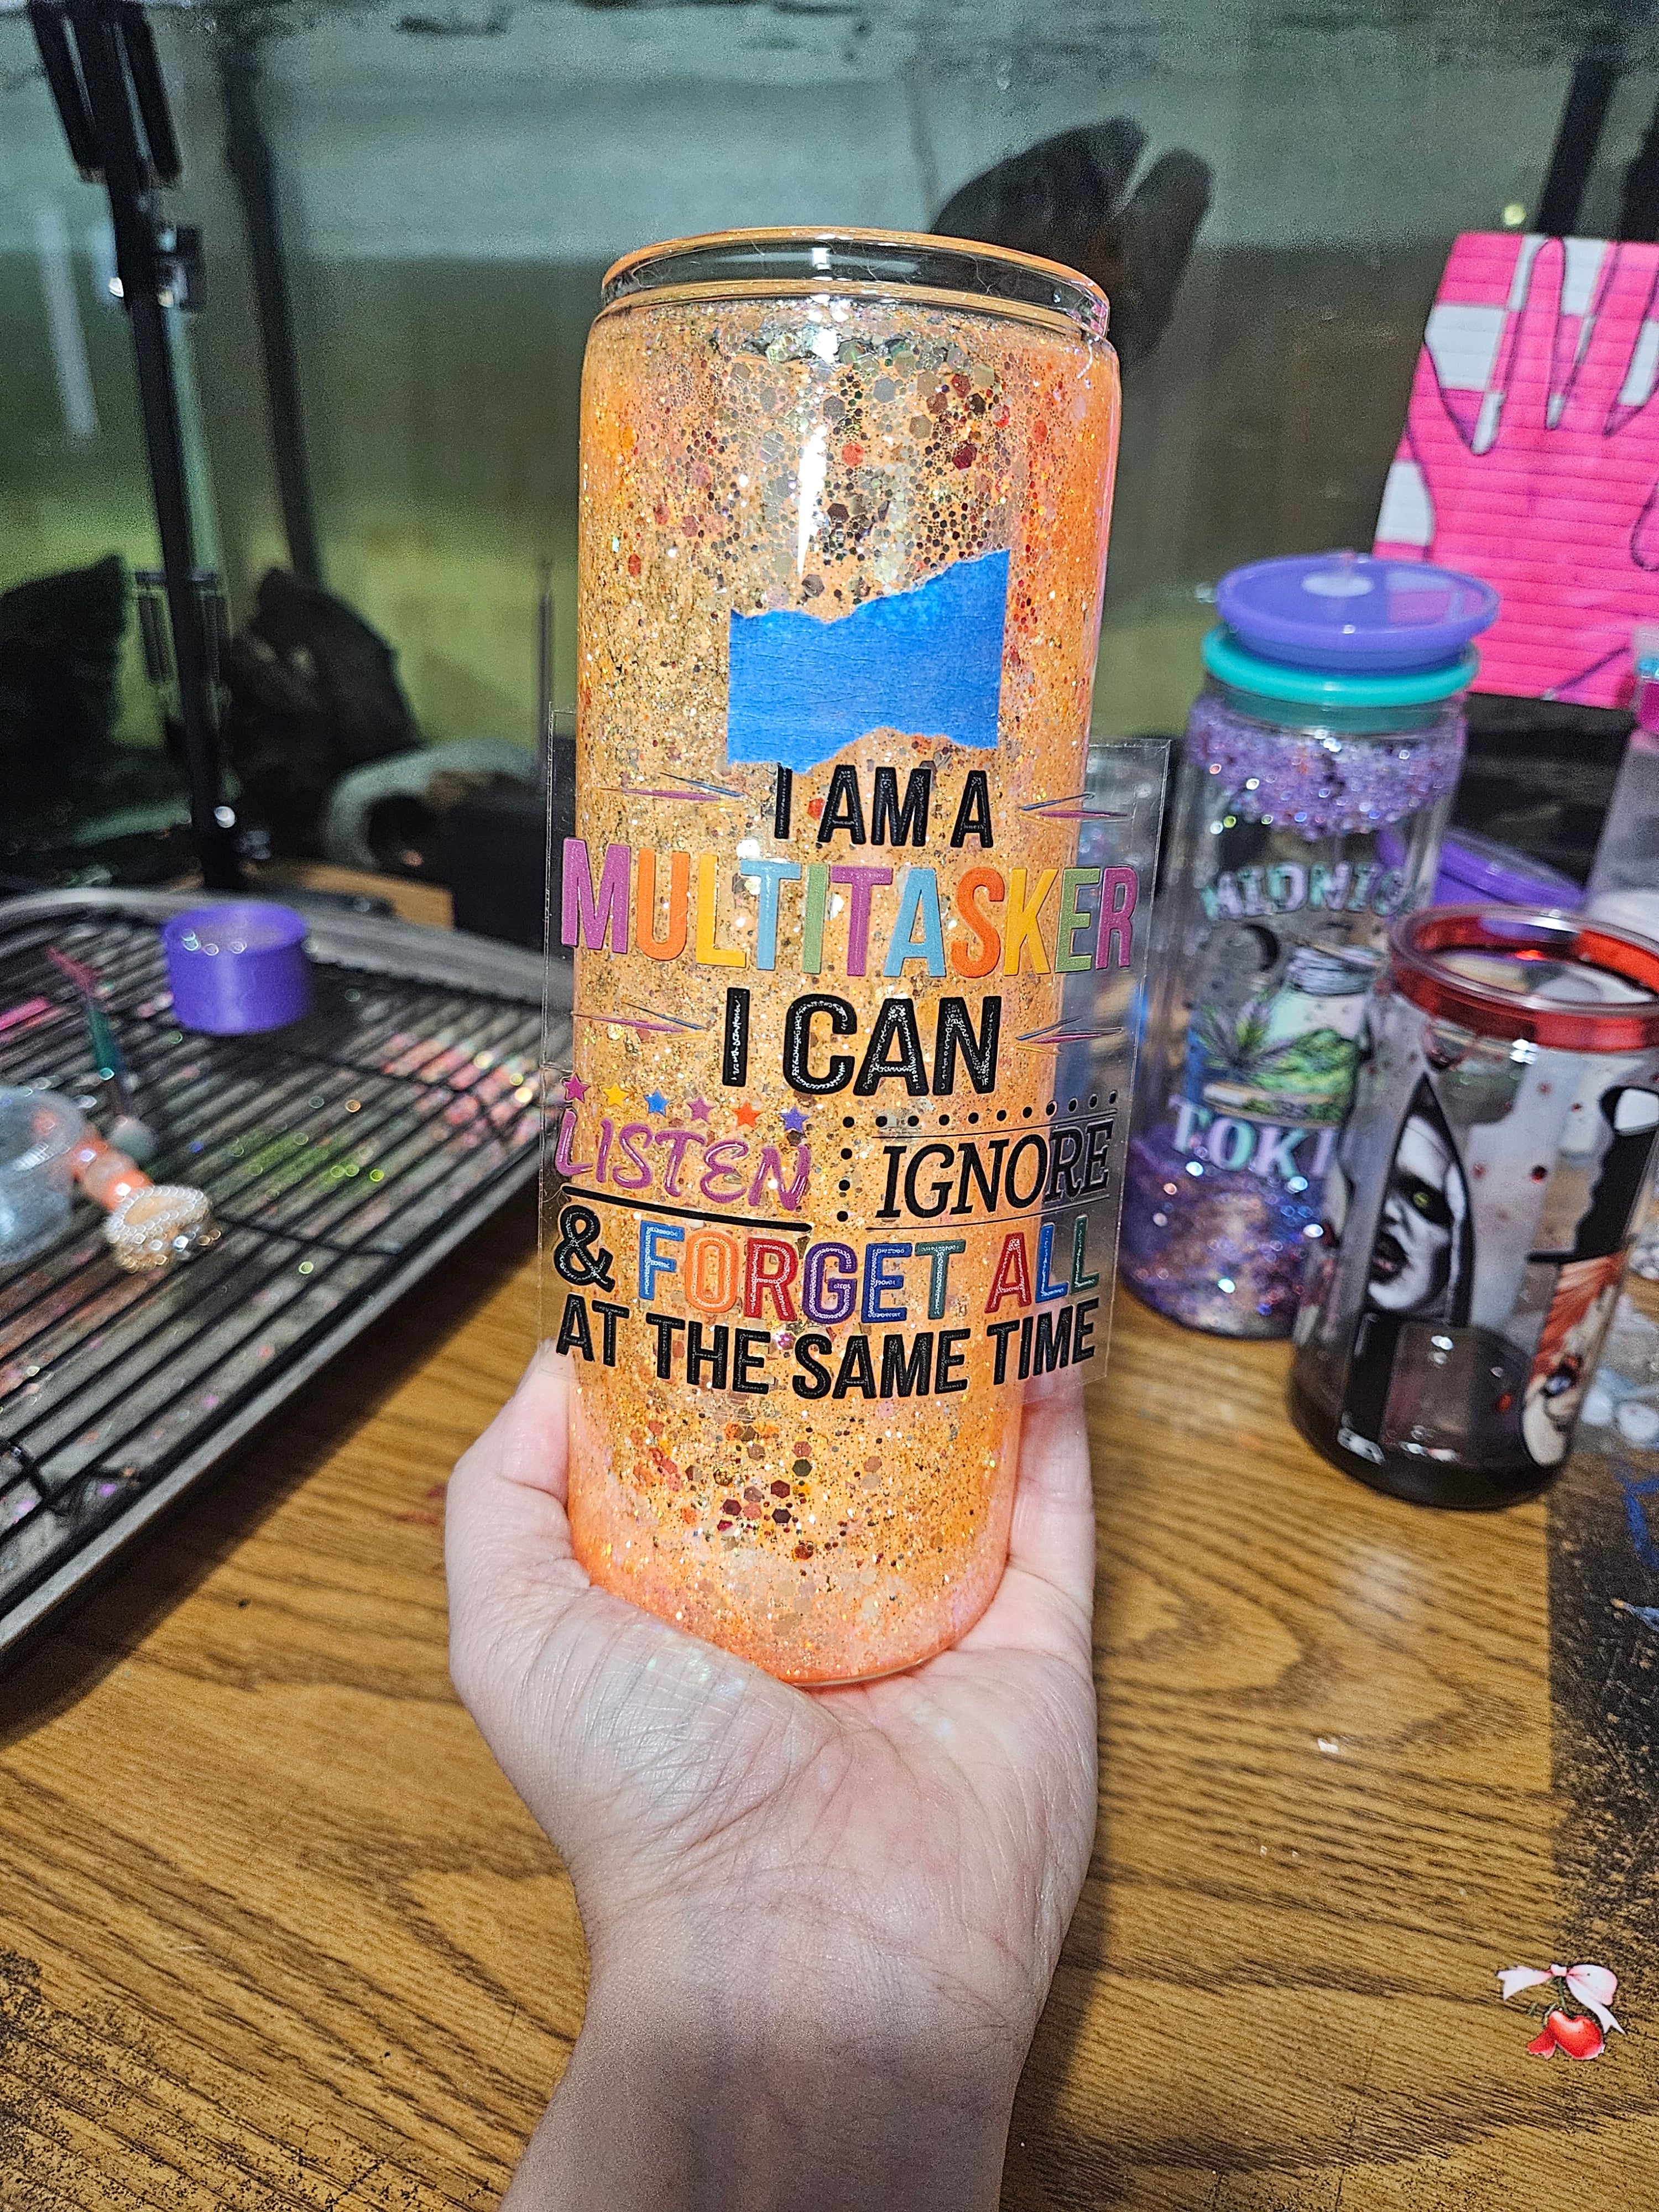 I AM A
MULTITASKER
I CAN
LISTEN IGNORE
& FORGET ALL
AT THE SAME TIME